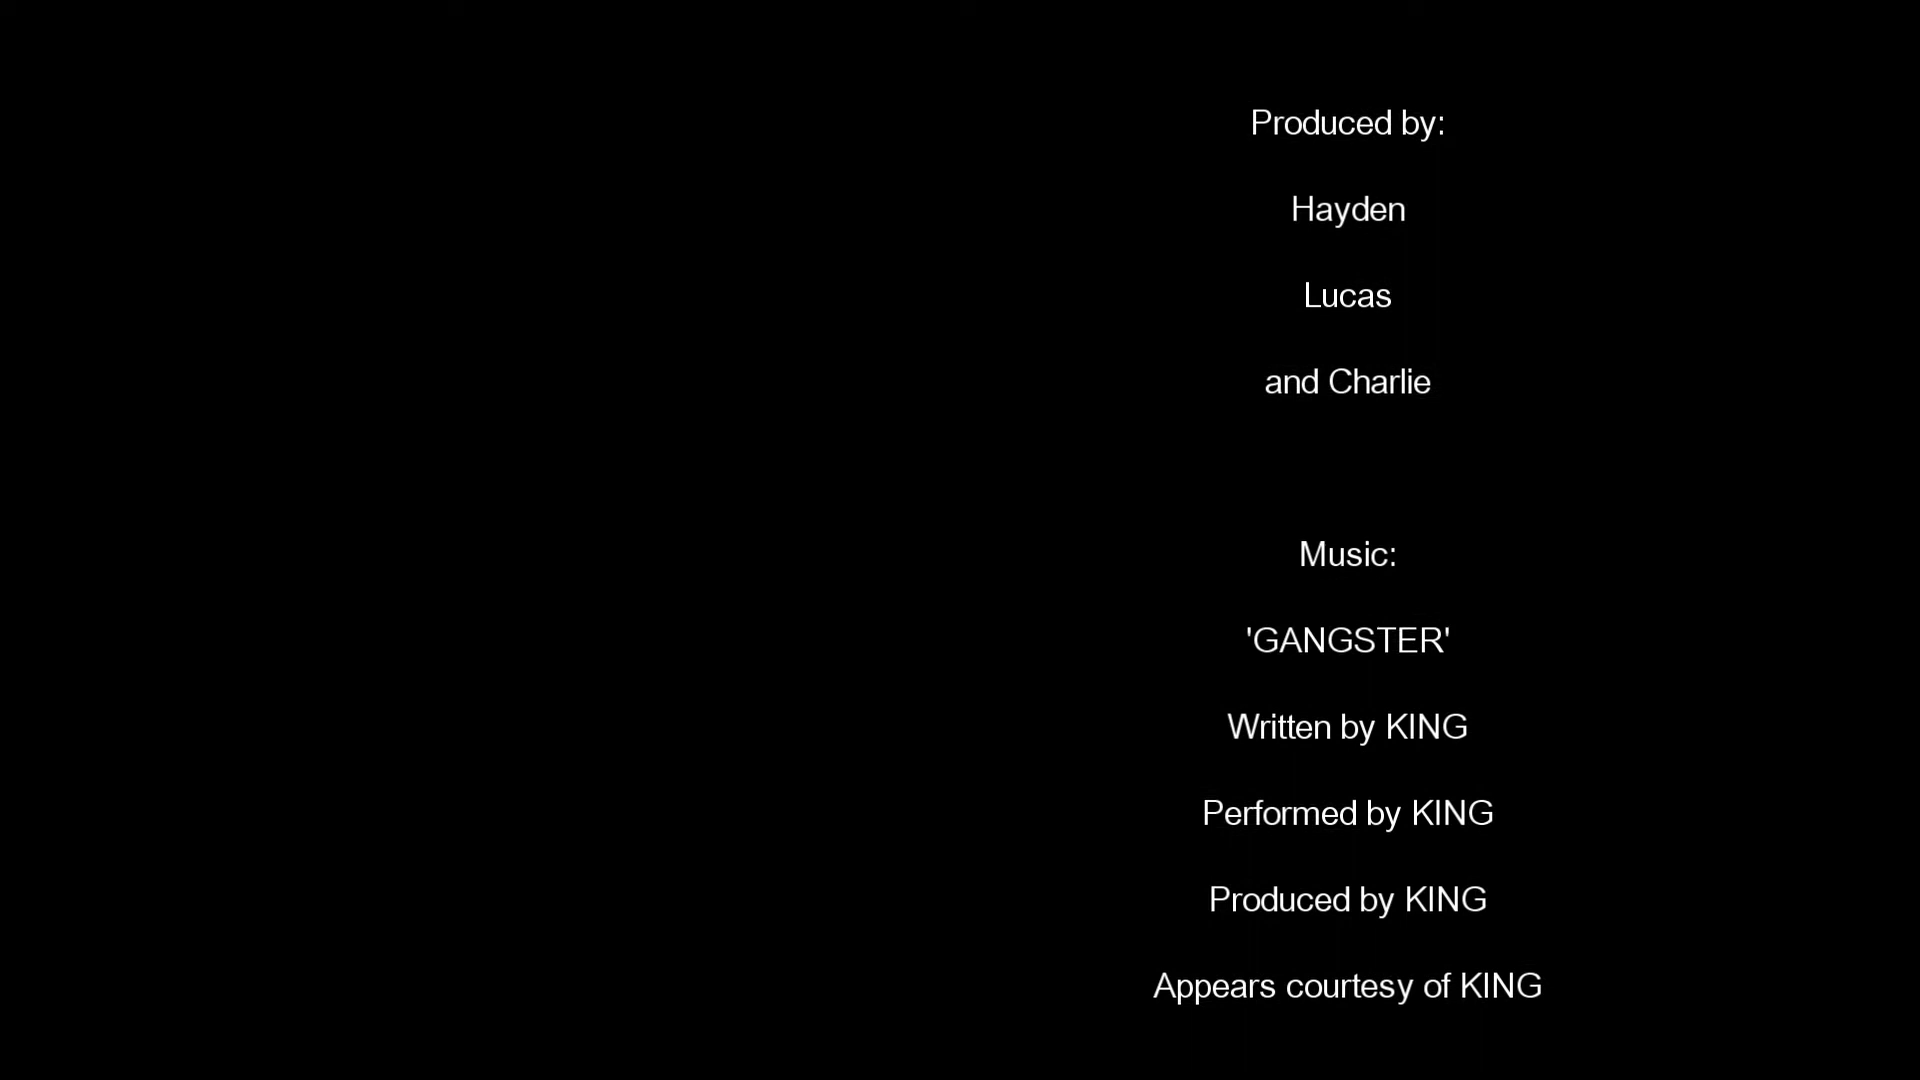 Produced by:
Hayden
Lucas
and Charlie
Music:
'GANGSTER'
Written by KING
Performed by KING
Produced by KING
Appears courtesy of KING